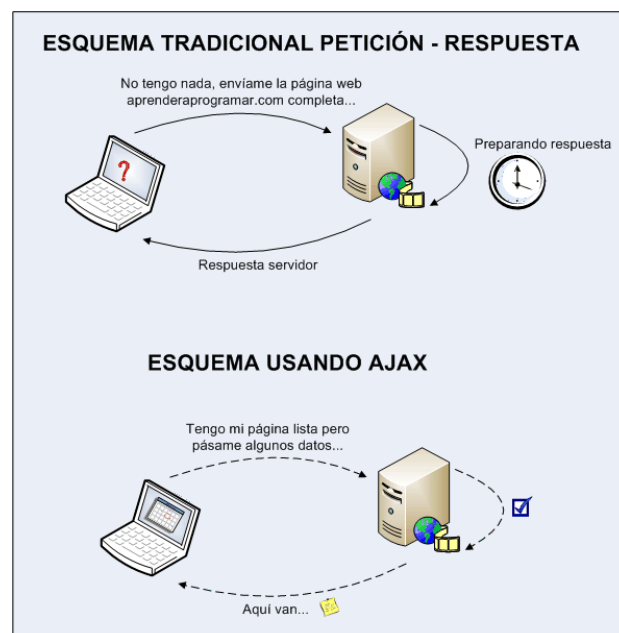 ESQUEMA TRADICIONAL PETICIÓN - RESPUESTA
No tengo nada, envíame la página web
aprenderaprogramar.com completa...
Preparando respuesta
?
Respuesta servidor
ESQUEMA USANDO AJAX
Tengo mi página lista pero
pásame algunos datos...
Aquí van...